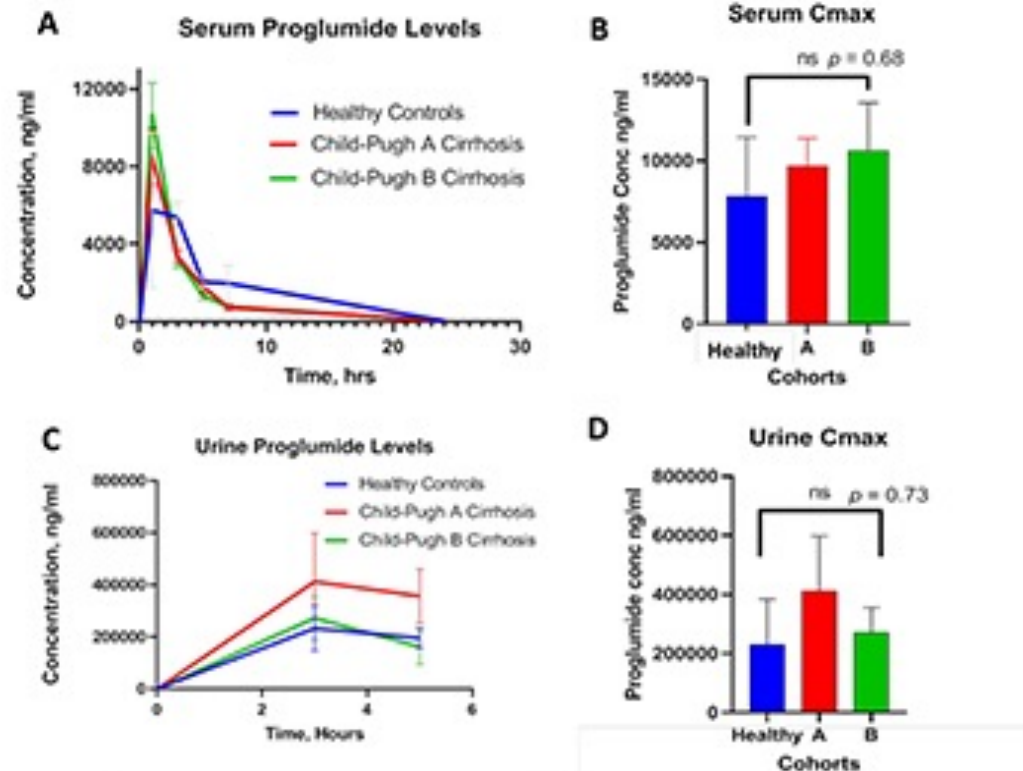 A
Serum Proglumide Levels
Concentration, ng/ml
12000
8000
4000
0
Healthy Controls
Child-Pugh A Cirrhosis
Child-Pugh B Cirrhosis
0 10 20 30
Time, hrs
B
Serum Cmax
ns p = 0.68
Proglumide Conc ng/ml
15000
10000
5000
0
Healthy A B
Cohorts
C
Urine Proglumide Levels
Concentration, ng/ml
800000
600000
400000
200000
0
Healthy Controls
Child-Pugh A Cirrhosis
Child-Pugh B Cirrhosis
0 2 4 6
Time, Hours
D
Urine Cmax
ns p = 0.73
Proglumide conc ng/ml
800000
600000
400000
200000
0
Healthy A B
Cohorts